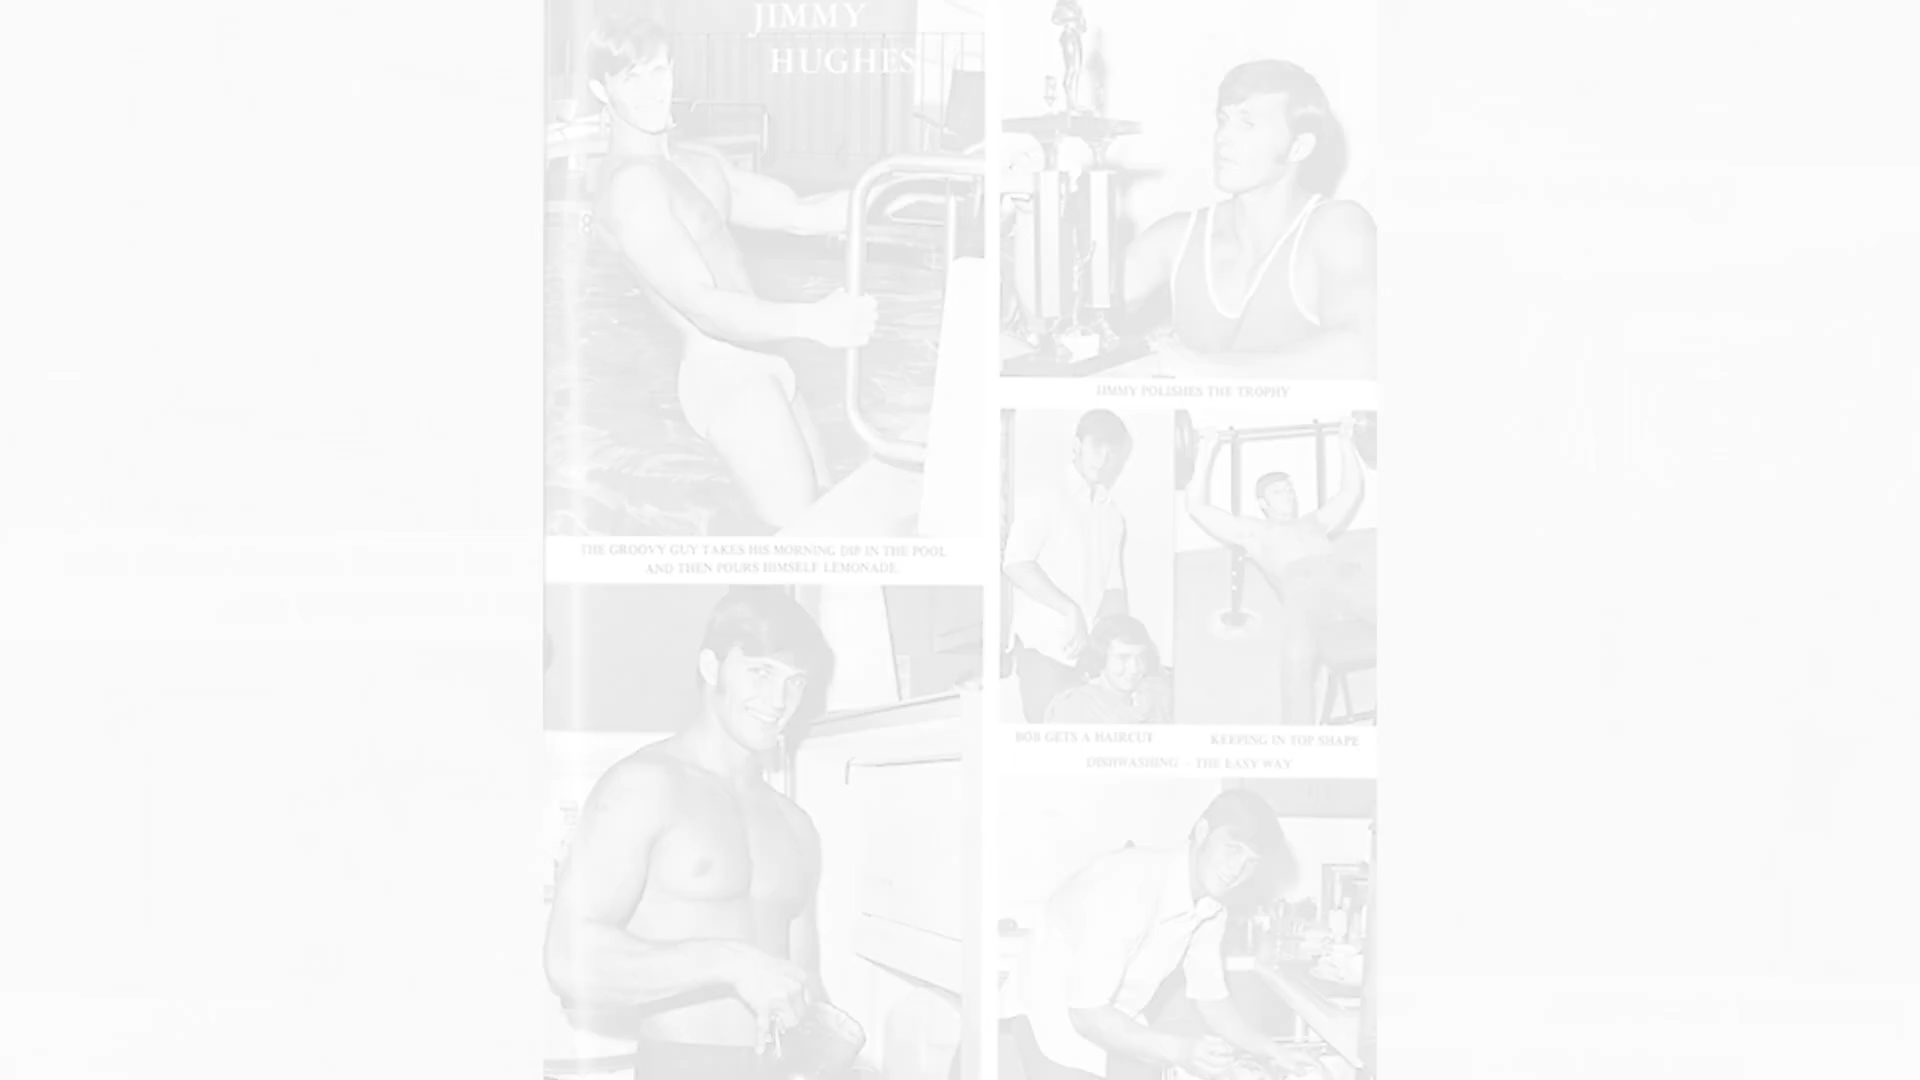 JIMMY
HUGHES
THE GROOVY GUY TAKES HIS MORNING DIP IN THE POOL
AND THEN POURS HIMSELF LEMONADE.
JIMMY POLISHES THE TROPHY
BOB GETS A HAIRCUT
KEEPING IN TOP SHAPE
DISHWASHING - THE EASY WAY